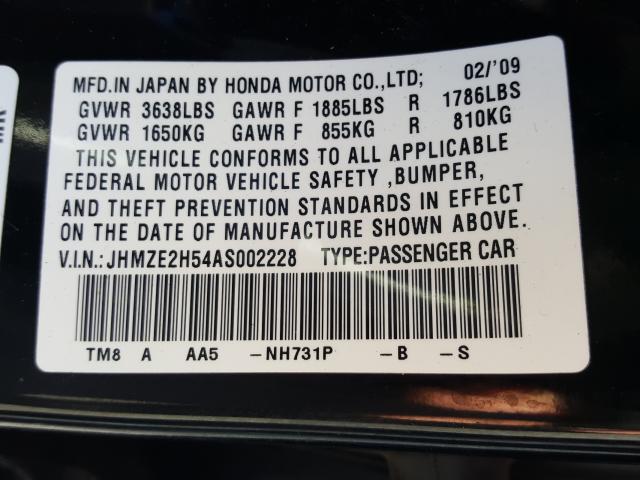 MFD.IN JAPAN BY HONDA MOTOR CO.,LTD; 02/'09
GVWR 3638LBS GAWR F 1885LBS R 1786LBS
GVWR 1650KG GAWR F 855KG R 810KG
THIS VEHICLE CONFORMS TO ALL APPLICABLE
FEDERAL MOTOR VEHICLE SAFETY ,BUMPER,
AND THEFT PREVENTION STANDARDS IN EFFECT
ON THE DATE OF MANUFACTURE SHOWN ABOVE.
V.I.N.: JHMZE2H54AS002228 TYPE:PASSENGER CAR
TM8 A AA5 -NH731P -B -S